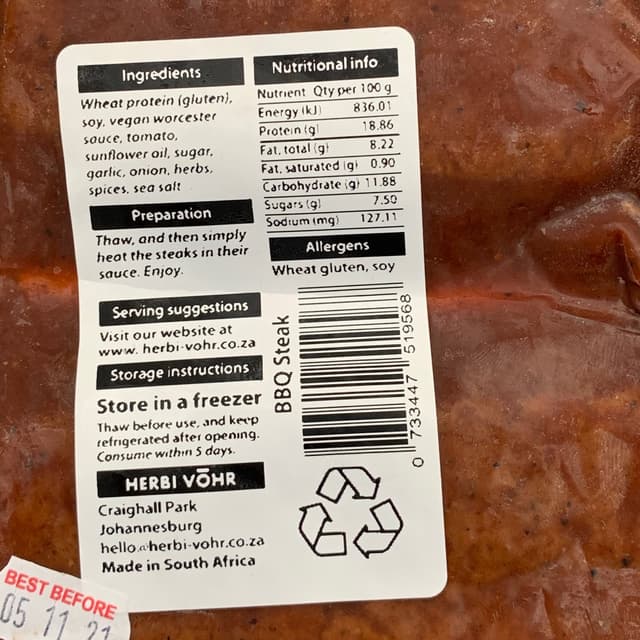 Ingredients
Wheat protein (gluten),
soy, vegan worcester
sauce, tomato,
sunflower oil, sugar,
garlic, onion, herbs,
spices, sea salt
Preparation
Thaw, and then simply
heat the steaks in their
sauce. Enjoy.
Serving suggestions
Visit our website at
www. herbi-vohr.co.za
Storage instructions
Store in a freezer
Thaw before use, and keep
refrigerated after opening.
Consume within 5 days.
HERBI VŌHR
Craighall Park
Johannesburg
hello@herbi-vohr.co.za
Made in South Africa
Nutritional info
Nutrient Qty per 100 g
Energy (kJ) 836.01
Protein (g) 18.86
Fat, total (g) 8.22
Fat, saturated (g) 0.90
Carbohydrate (g) 11.88
Sugars (g) 7.50
Sodium (mg) 127.11
Allergens
Wheat gluten, soy
BBQ Steak
0 733447 519568
BEST BEFORE
05 11 21